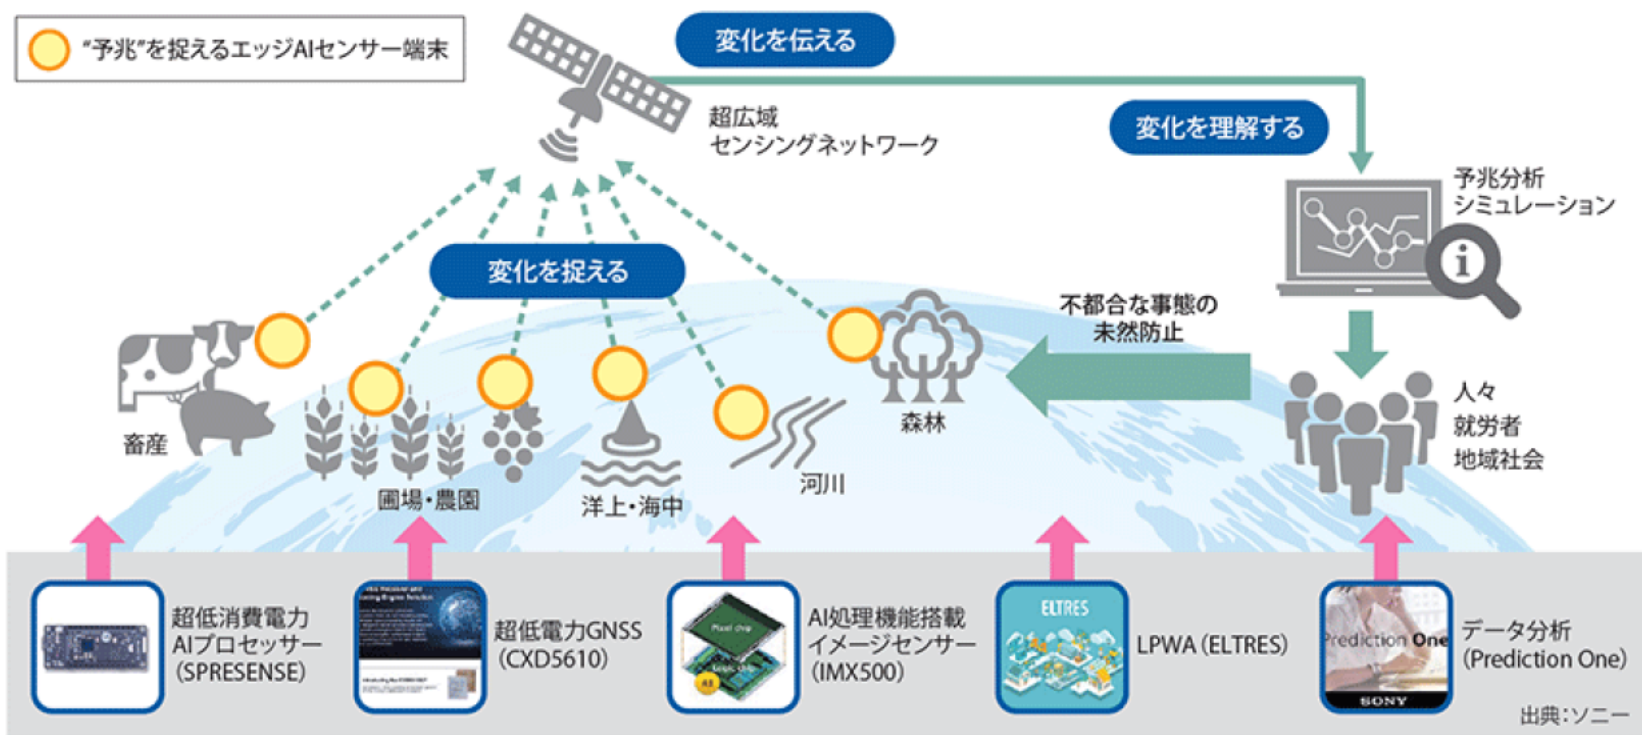 “予兆”を捉えるエッジAIセンサー端末
変化を伝える
超広域
センシングネットワーク
変化を理解する
予兆分析
シミュレーション
変化を捉える
不都合な事態の
未然防止
畜産
圃場・農園
洋上・海中
河川
森林
人々
就労者
地域社会
超低消費電力
AIプロセッサー
(SPRESENSE)
超低電力GNSS
(CXD5610)
Pixel chip
Logic chip
AI
AI処理機能搭載
イメージセンサー
(IMX500)
ELTRES
LPWA (ELTRES)
Prediction One
SONY
データ分析
(Prediction One)
出典：ソニー